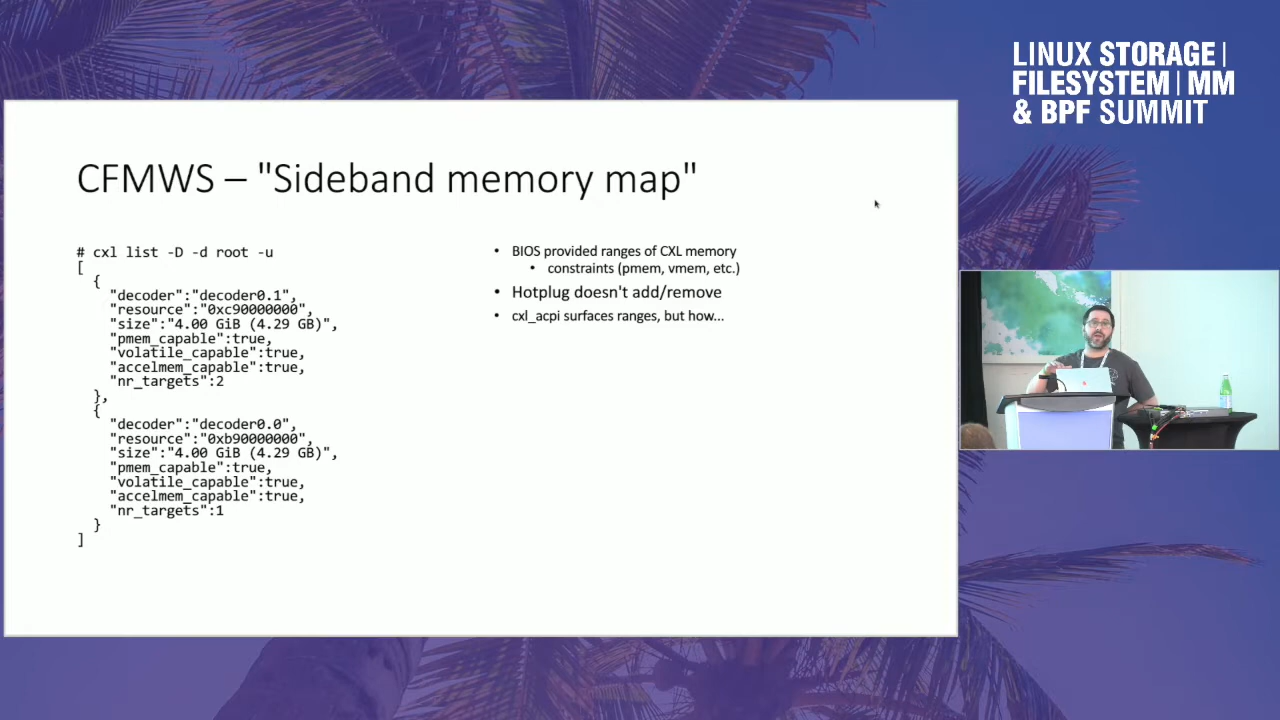 LINUX STORAGE |
FILESYSTEM | MM
& BPF SUMMIT
CFMWS – "Sideband memory map"
# cxl list -D -d root -u
[
{
"decoder":"decoder0.1",
"resource":"0xc90000000",
"size":"4.00 GiB (4.29 GB)",
"pmem_capable":true,
"volatile_capable":true,
"accelmem_capable":true,
"nr_targets":2
},
{
"decoder":"decoder0.0",
"resource":"0xb90000000",
"size":"4.00 GiB (4.29 GB)",
"pmem_capable":true,
"volatile_capable":true,
"accelmem_capable":true,
"nr_targets":1
}
]
• BIOS provided ranges of CXL memory
• constraints (pmem, vmem, etc.)
• Hotplug doesn't add/remove
• cxl_acpi surfaces ranges, but how...